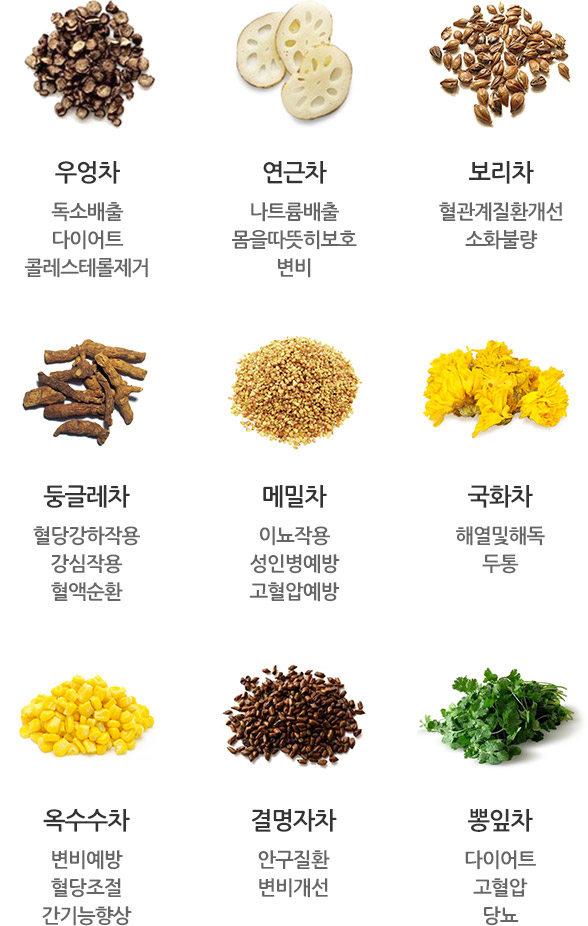 우엉차
독소배출
다이어트
콜레스테롤제거
연근차
나트륨배출
몸을따뜻히보호
변비
보리차
혈관계질환개선
소화불량
둥글레차
혈당강하작용
강심작용
혈액순환
메밀차
이뇨작용
성인병예방
고혈압예방
국화차
해열및해독
두통
옥수수차
변비예방
혈당조절
간기능향상
결명자차
안구질환
변비개선
뽕잎차
다이어트
고혈압
당뇨